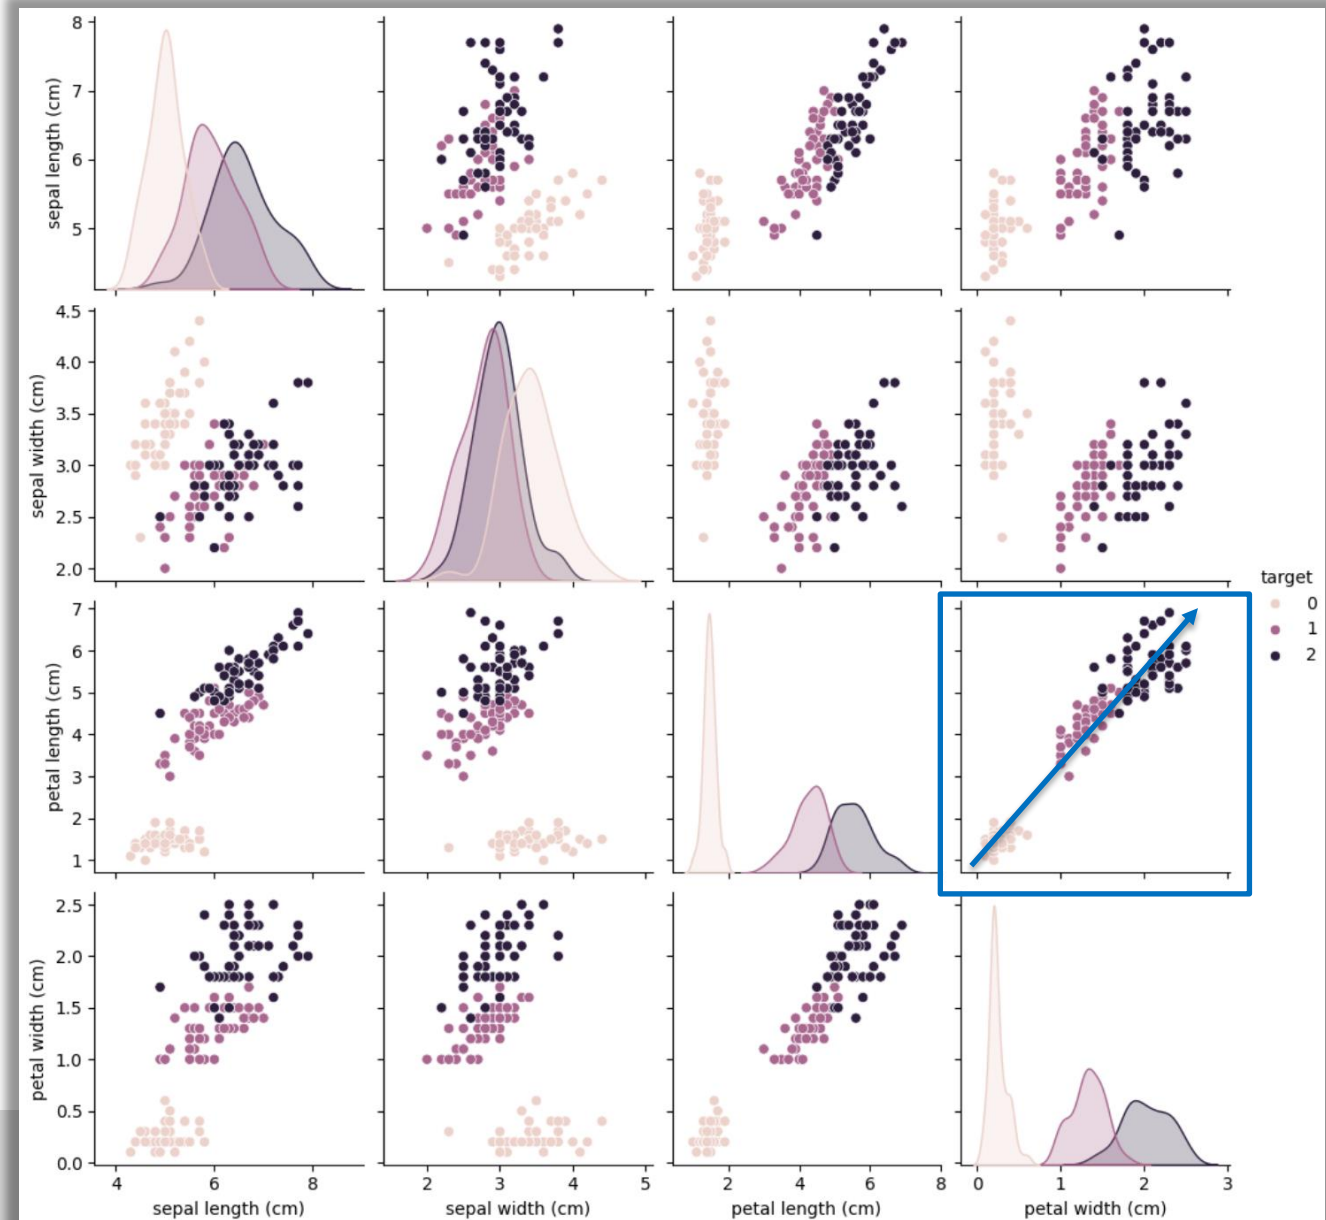 8
7
6
5
sepal length (cm)
4.5
4.0
3.5
3.0
2.5
2.0
sepal width (cm)
target
0
1
2
7
6
5
4
3
2
1
petal length (cm)
2.5
2.0
1.5
1.0
0.5
0.0
petal width (cm)
4 6 8
2 3 4 5
2 4 6 8
0 1 2 3
sepal length (cm)
sepal width (cm)
petal length (cm)
petal width (cm)